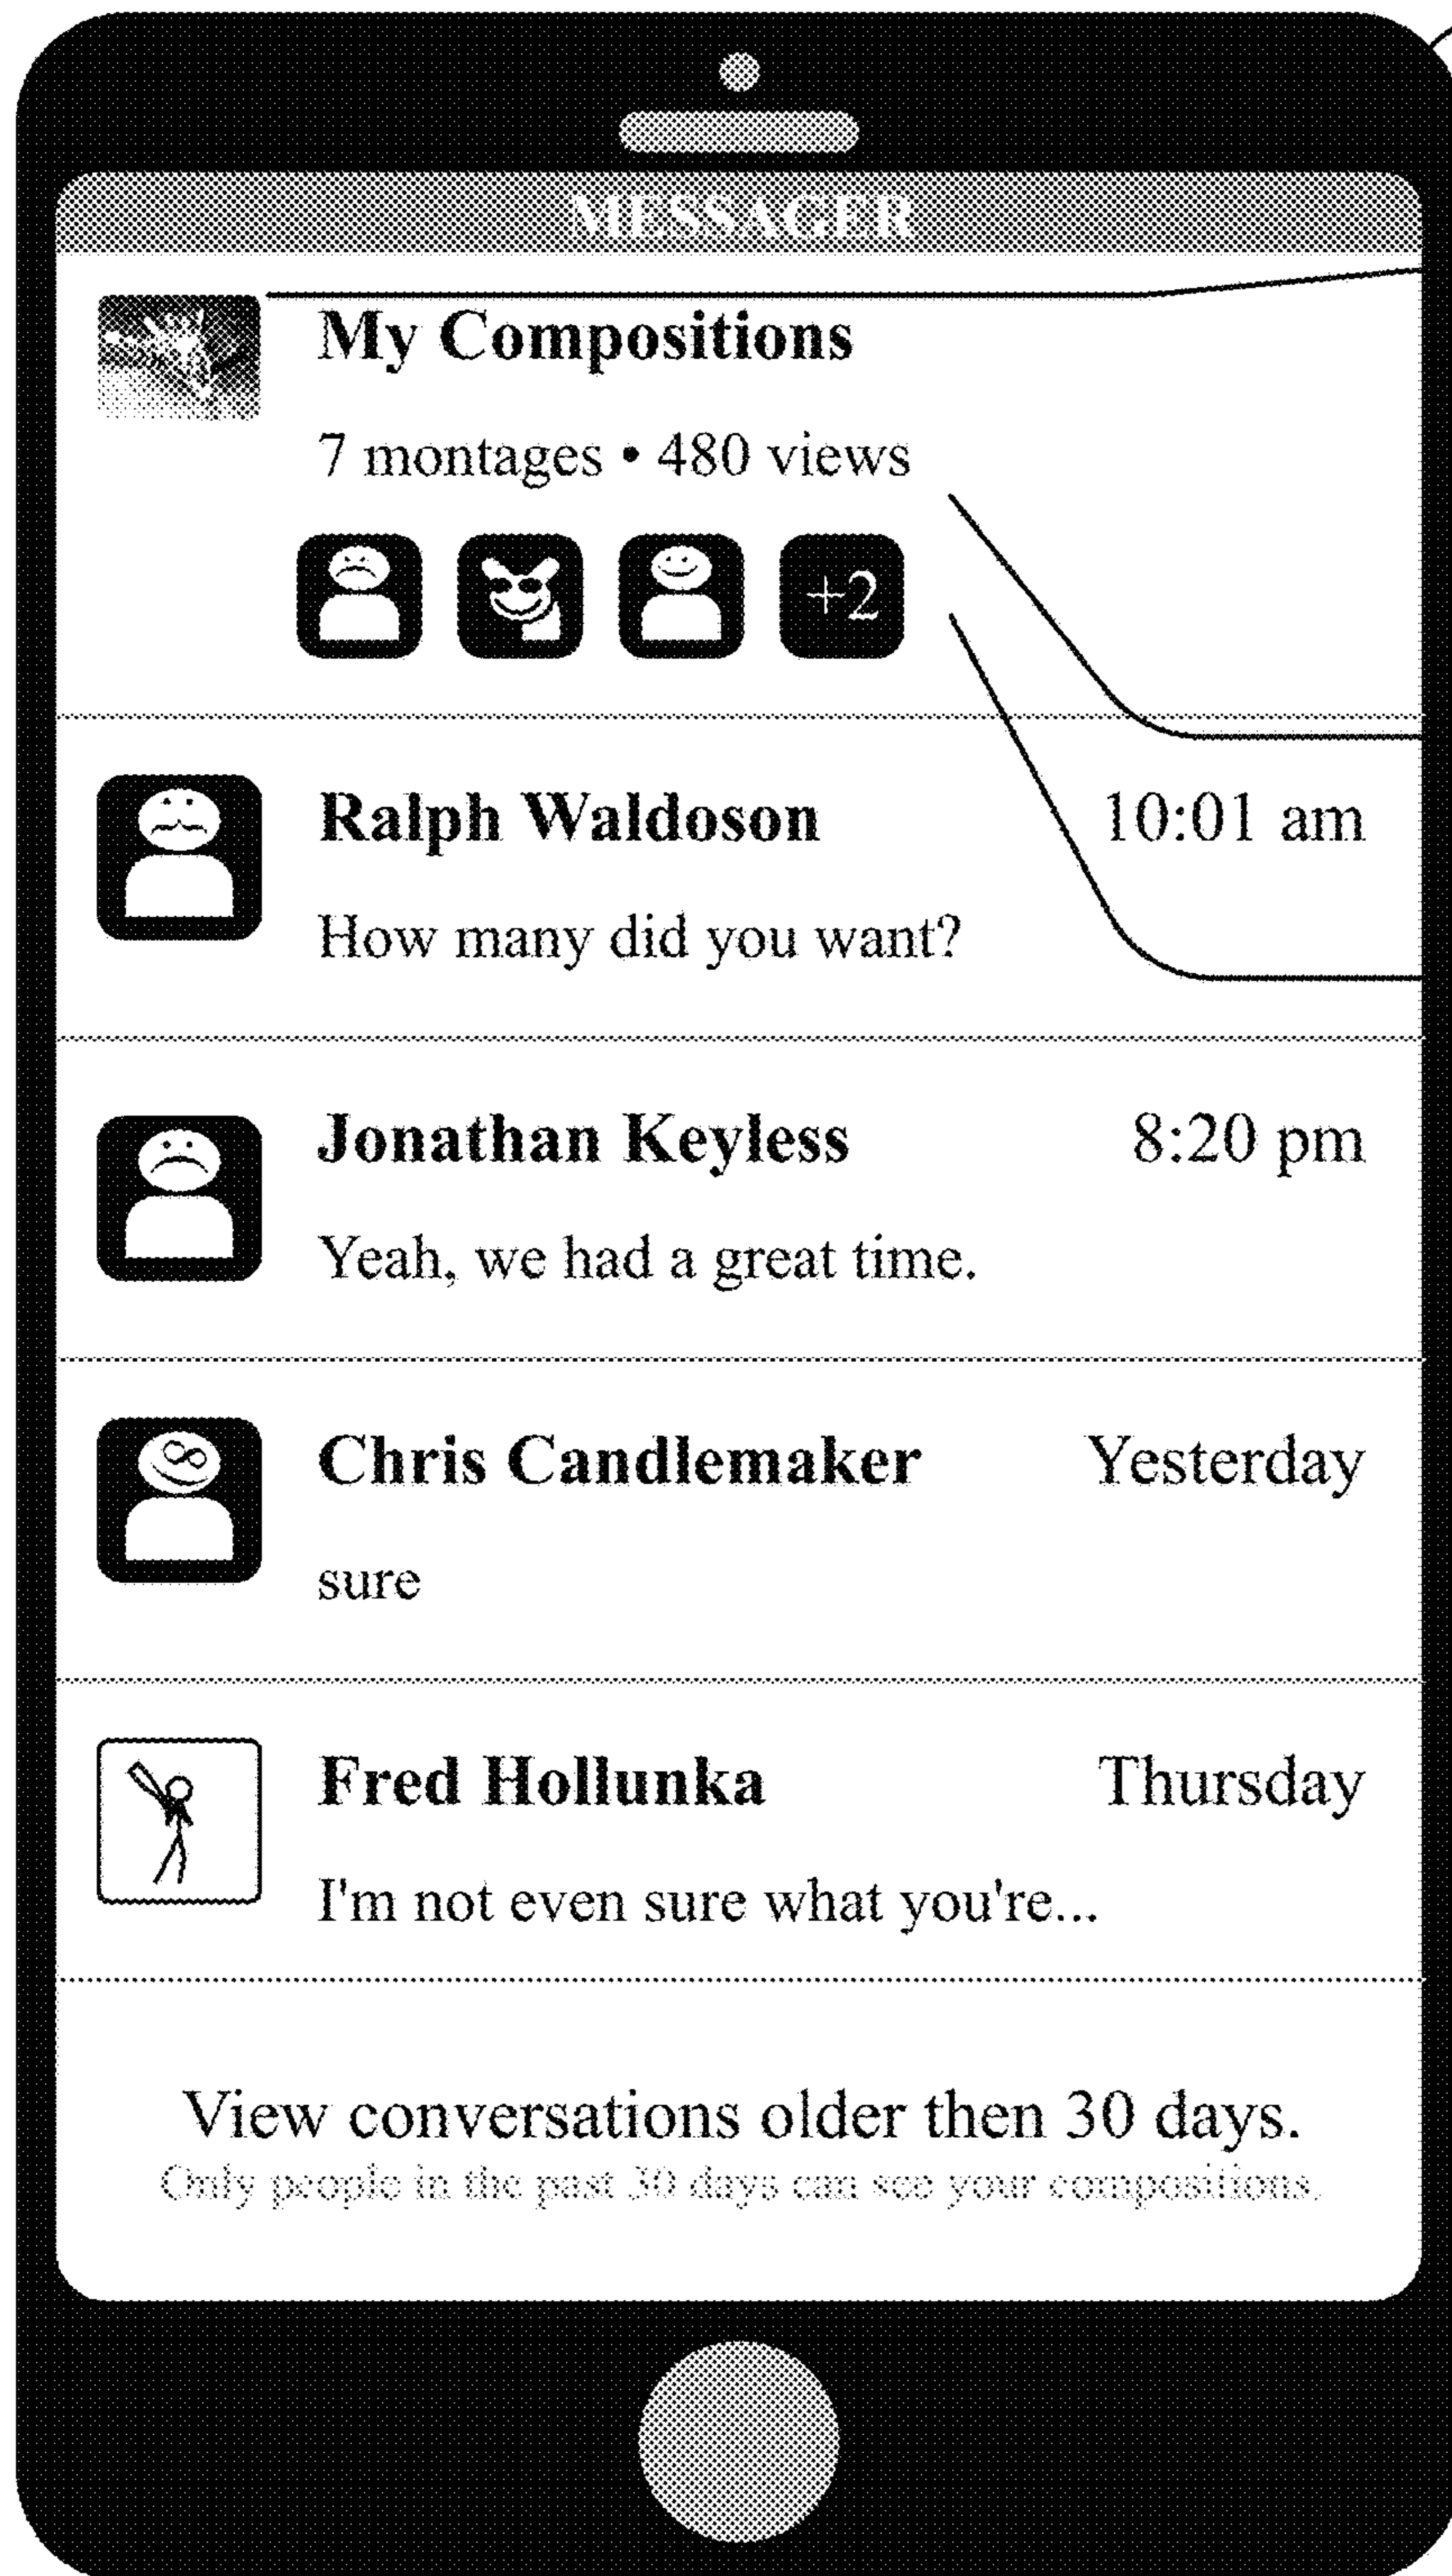 MESSAGER
My Compositions
7 montages • 480 views
+2
Ralph Waldoson 10:01 am
How many did you want?
Jonathan Keyless 8:20 pm
Yeah, we had a great time.
Chris Candlemaker Yesterday
sure
Fred Hollunka Thursday
I'm not even sure what you're...
View conversations older then 30 days.
Only people in the past 30 days can see your compositions.